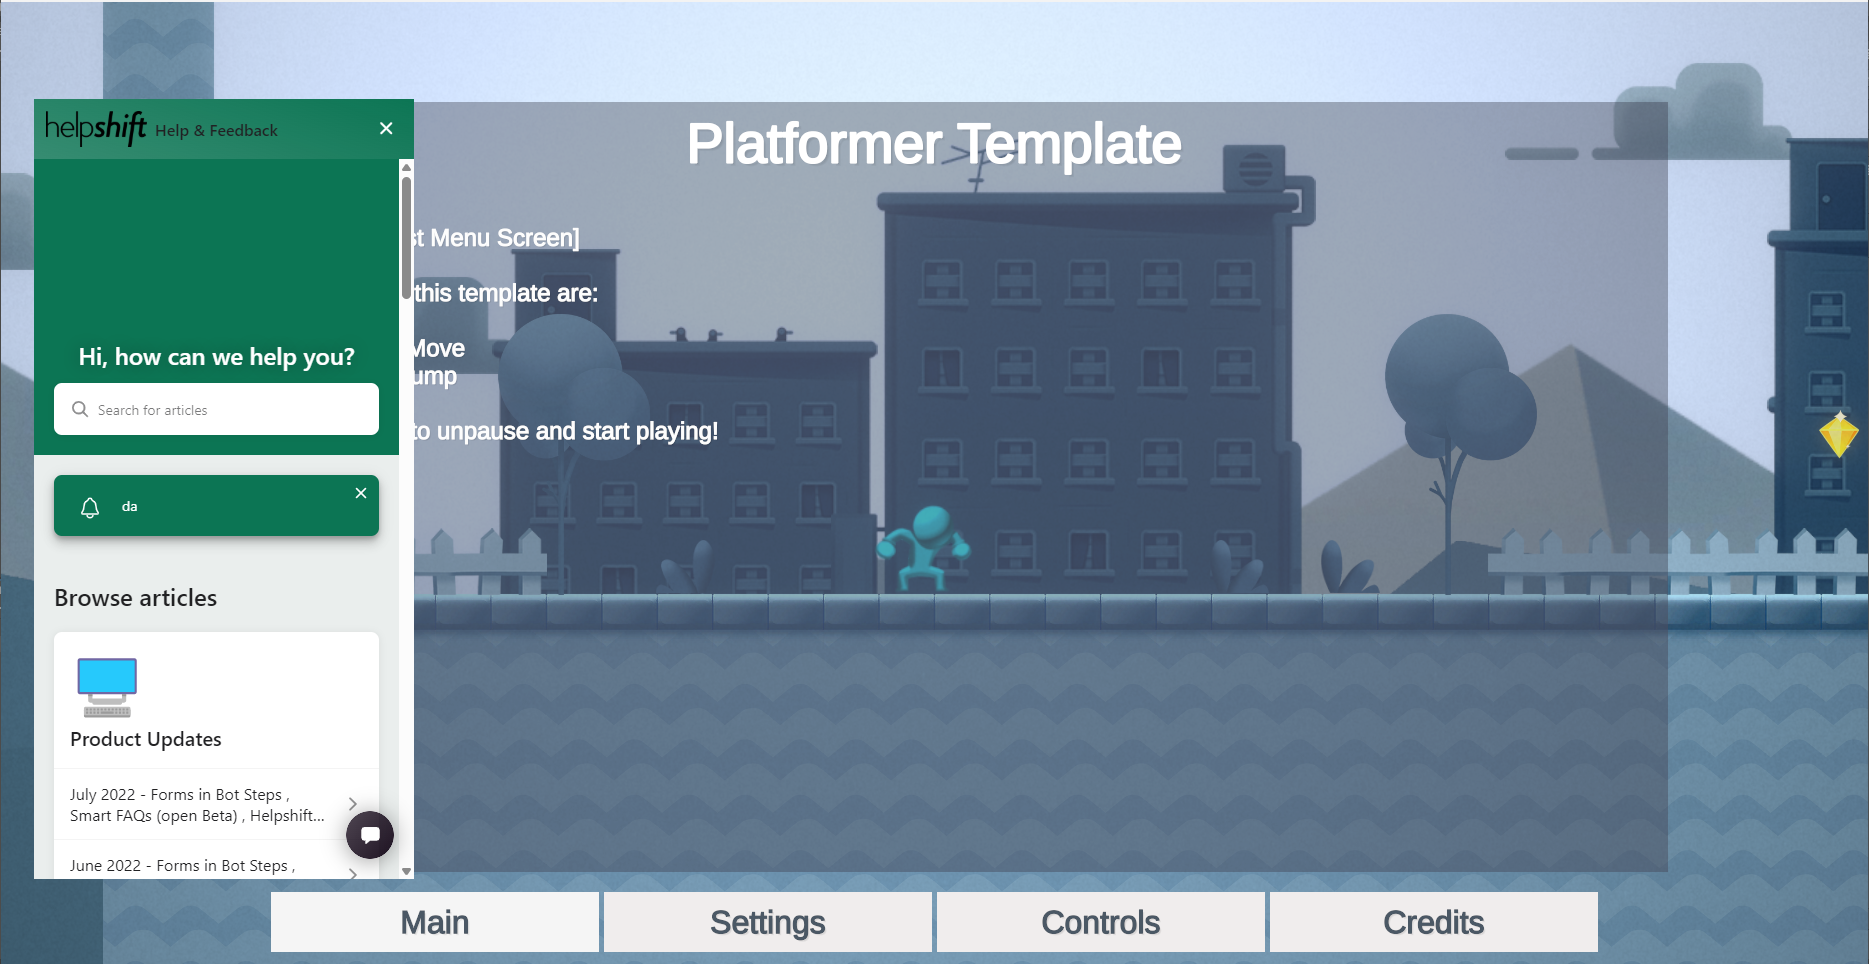 Platformer Template
helpshift Help & Feedback
Hi, how can we help you?
Search for articles
da
Browse articles
Product Updates
July 2022 - Forms in Bot Steps ,
Smart FAQs (open Beta) , Helpshift...
June 2022 - Forms in Bot Steps ,
st Menu Screen]
this template are:
Move
ump
to unpause and start playing!
Main
Settings
Controls
Credits